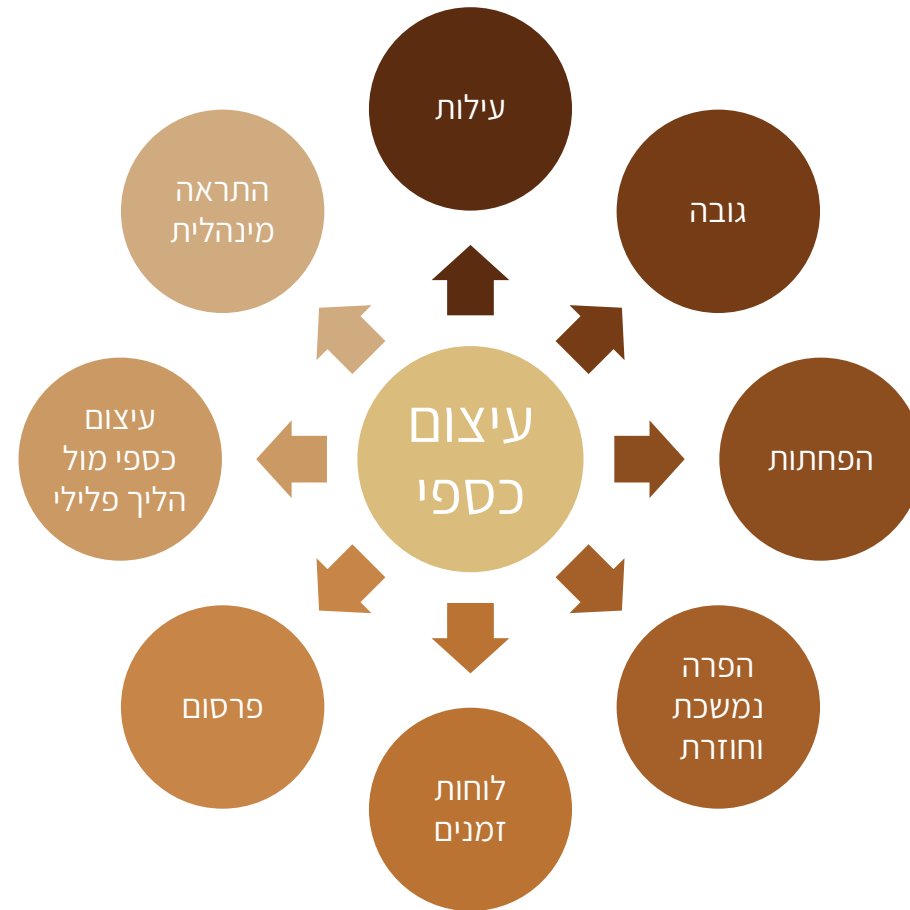 עילות
גובה
הפחתות
הפרה
נמשכת
וחוזרת
לוחות
זמנים
פרסום
עיצום
כספי מול
הליך פלילי
התראה
מינהלית
עיצום
כספי